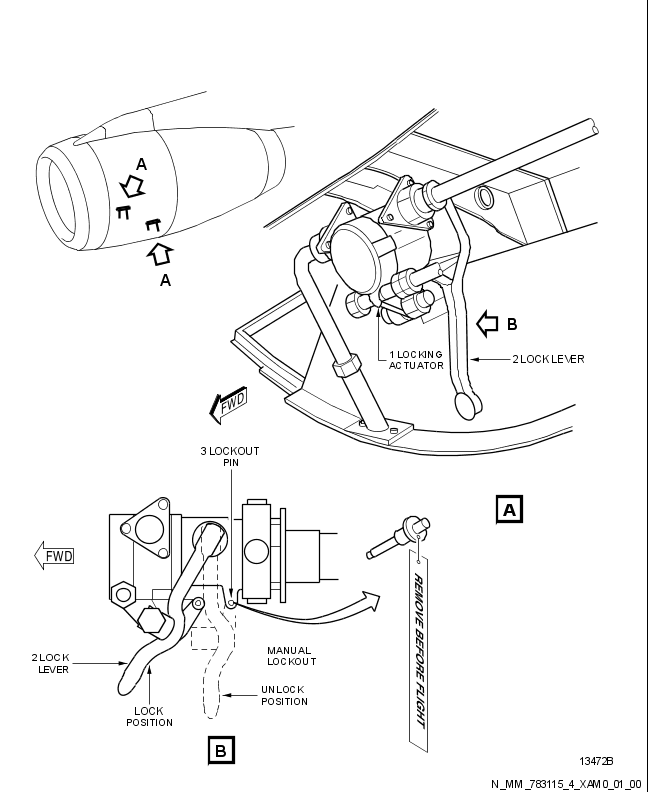 A
A
B
1 LOCKING
ACTUATOR
2 LOCK LEVER
FWD
3 LOCKOUT
PIN
A
FWD
REMOVE BEFORE FLIGHT
MANUAL
LOCKOUT
2 LOCK
LEVER
UNLOCK
POSITION
LOCK
POSITION
B
13472B
N_MM_783115_4_XAM0_01_00